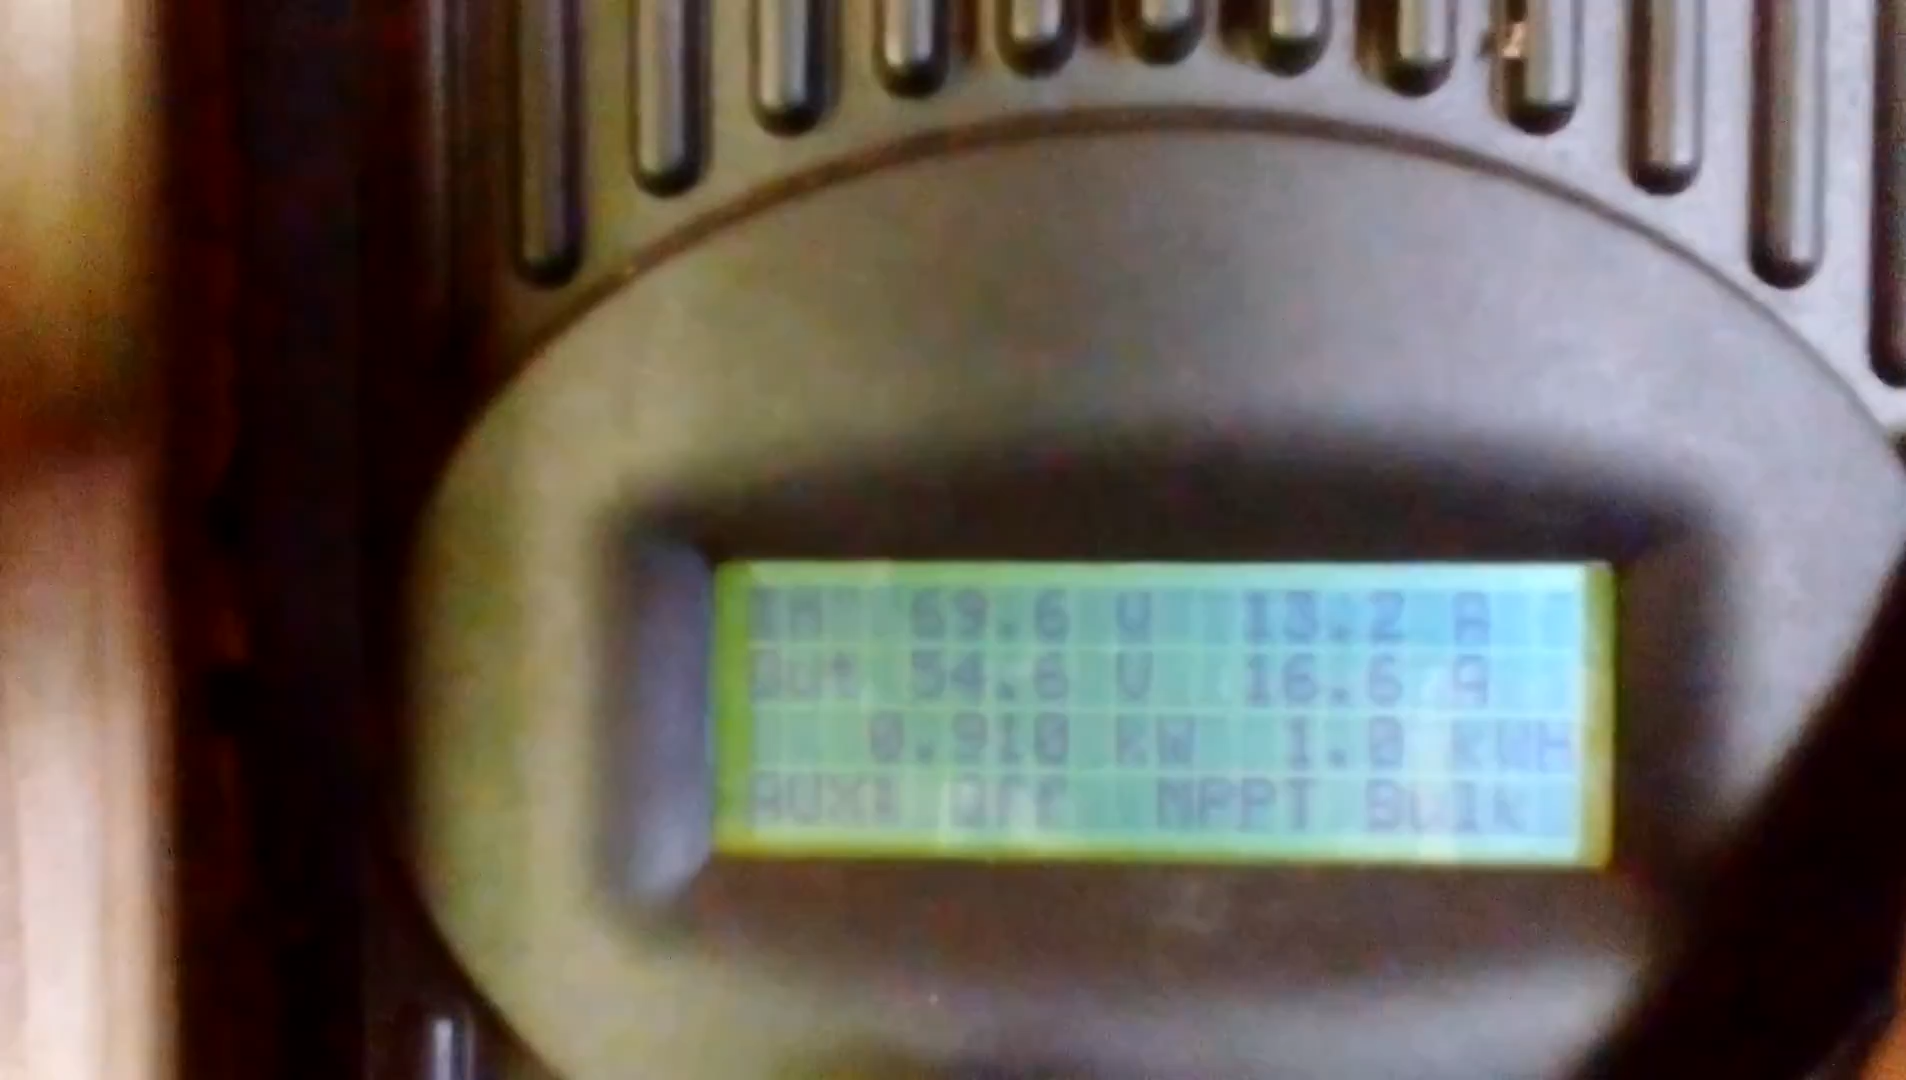 In 69.6 V 13.2 A
Out 54.6 V 16.6 A
0.910 kW 1.0 kWH
AUX1 Off MPPT Bulk